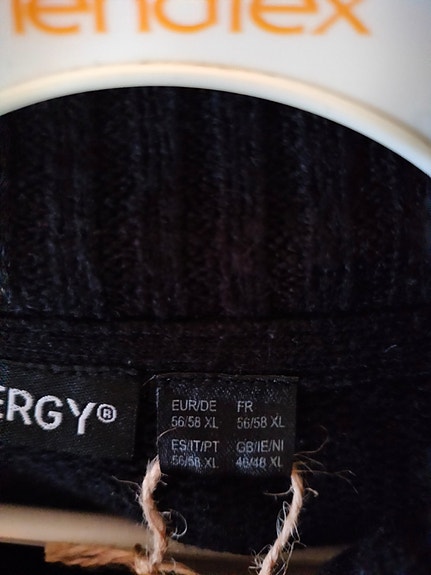 lendtex
ERGY®
EUR/DE FR
56/58 XL 56/58 XL
ES/IT/PT GB/IE/NI
56/58 XL 46/48 XL